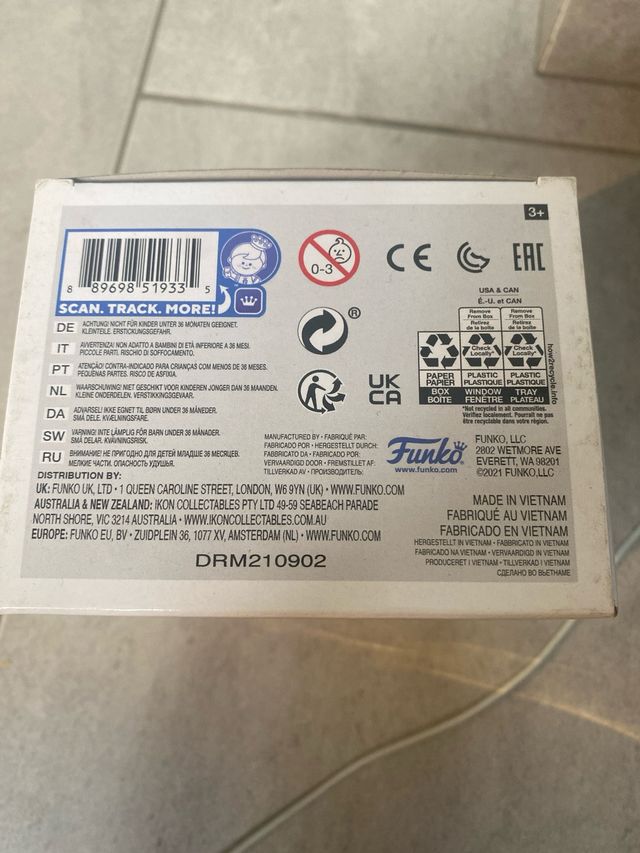 3+
8 89698 51933 5
SCAN. TRACK. MORE!
0-3
CE
EAC
®
UK
CA
USA & CAN
É.-U. et CAN
Remove From Box
Retirez de la boîte
Remove From Box
Retirez de la boîte
Check Locally*
Check Locally*
PAPER
PAPIER
PLASTIC
PLASTIQUE
PLASTIC
PLASTIQUE
BOX
BOÎTE
WINDOW
FENÊTRE
TRAY
PLATEAU
how2recycle.info
*Not recycled in all communities.
Vérifiez localement. Pourrait ne pas
être recyclable dans votre région.
DE ACHTUNG! NICHT FÜR KINDER UNTER 36 MONATEN GEEIGNET.
KLEINTEILE. ERSTICKUNGSGEFAHR.
IT AVVERTENZA! NON ADATTO A BAMBINI DI ETÀ INFERIORE A 36 MESI.
PICCOLE PARTI. RISCHIO DI SOFFOCAMENTO.
PT ATENÇÃO! CONTRA-INDICADO PARA CRIANÇAS COM MENOS DE 36 MESES.
PEQUENAS PARTES. RISCO DE ASFIXIA.
NL WAARSCHUWING! NIET GESCHIKT VOOR KINDEREN JONGER DAN 36 MAANDEN.
KLEINE ONDERDELEN. VERSTIKKINGSGEVAAR.
DA ADVARSEL! IKKE EGNET TIL BØRN UNDER 36 MÅNEDER.
SMÅ DELE. KVÆLNINGSFARE.
SW VARNING! INTE LÄMPLIG FÖR BARN UNDER 36 MÅNADER.
SMÅ DELAR. KVÄVNINGSRISK.
RU ВНИМАНИЕ! НЕ ПРИГОДНО ДЛЯ ДЕТЕЙ МЛАДШЕ 36 МЕСЯЦЕВ.
МЕЛКИЕ ЧАСТИ. ОПАСНОСТЬ УДУШЬЯ.
MANUFACTURED BY • FABRIQUÉ PAR:
FABRICADO POR • HERGESTELLT DURCH:
FABBRICATO DA • FABRICADO POR:
VERVAARDIGD DOOR • FREMSTILLET AF:
TILLVERKAD AV • ПРОИЗВОДИТЕЛЬ:
Funko
www.funko.com
FUNKO, LLC
2802 WETMORE AVE
EVERETT, WA 98201
©2021 FUNKO,LLC
DISTRIBUTION BY:
UK: FUNKO UK, LTD • 1 QUEEN CAROLINE STREET, LONDON, W6 9YN (UK) • WWW.FUNKO.COM
AUSTRALIA & NEW ZEALAND: IKON COLLECTABLES PTY LTD 49-59 SEABEACH PARADE
NORTH SHORE, VIC 3214 AUSTRALIA • WWW.IKONCOLLECTABLES.COM.AU
EUROPE: FUNKO EU, BV • ZUIDPLEIN 36, 1077 XV, AMSTERDAM (NL) • WWW.FUNKO.COM
MADE IN VIETNAM
FABRIQUÉ AU VIETNAM
FABRICADO EN VIETNAM
HERGESTELLT IN VIETNAM • FABBRICATO IN VIETNAM
FABRICADO NA VIETNAM • VERVAARDIGD IN VIETNAM
PRODUCERET I VIETNAM • TILLVERKAD I VIETNAM
СДЕЛАНО ВО ВЬЕТНАМЕ
DRM210902